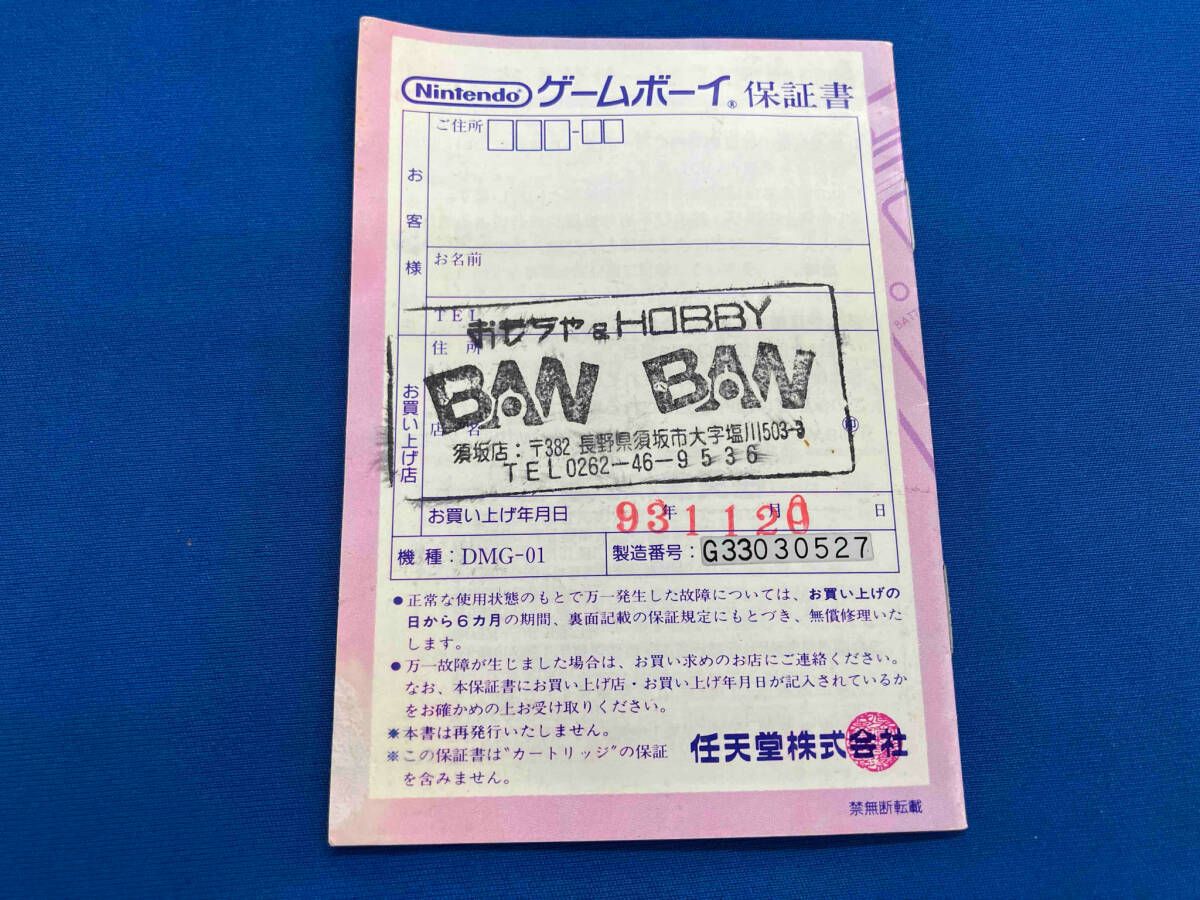 Nintendo ゲームボーイ® 保証書
お客様
ご住所 -
お名前
TEL
おもちゃ&HOBBY
お買い上げ店
住所
BAN BAN
店名
須坂店:〒382 長野県須坂市大字塩川503-3
TEL0262-46-9536
印
お買い上げ年月日 93年11月20日
機種:DMG-01 製造番号:G33030527
●正常な使用状態のもとで万一発生した故障については、お買い上げの
日から6カ月の期間、裏面記載の保証規定にもとづき、無償修理いた
します。
●万一故障が生じました場合は、お買い求めのお店にご連絡ください。
なお、本保証書にお買い上げ店・お買い上げ年月日が記入されているか
をお確かめの上お受け取りください。
※本書は再発行いたしません。
※この保証書は"カートリッジ"の保証
を含みません。
任天堂株式会社
禁無断転載